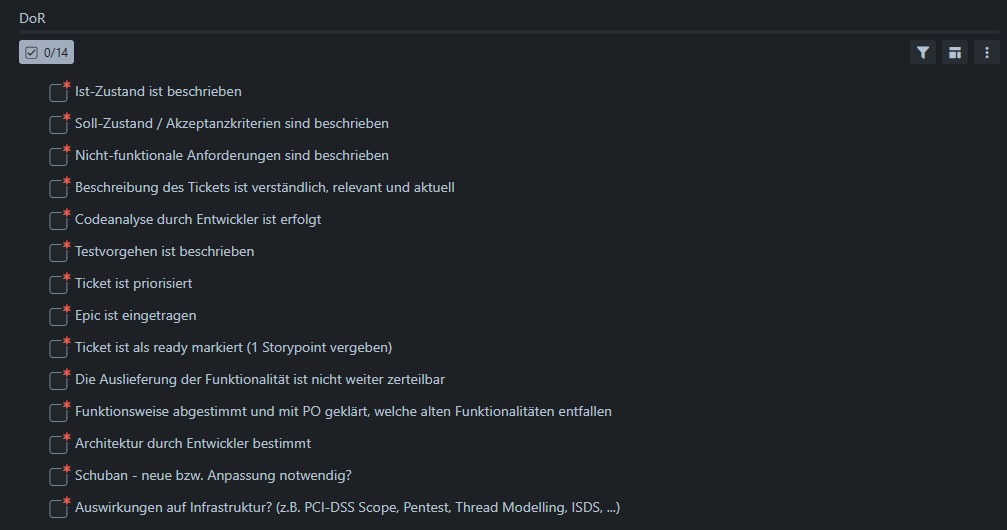 DoR
0/14
Ist-Zustand ist beschrieben
Soll-Zustand / Akzeptanzkriterien sind beschrieben
Nicht-funktionale Anforderungen sind beschrieben
Beschreibung des Tickets ist verständlich, relevant und aktuell
Codeanalyse durch Entwickler ist erfolgt
Testvorgehen ist beschrieben
Ticket ist priorisiert
Epic ist eingetragen
Ticket ist als ready markiert (1 Storypoint vergeben)
Die Auslieferung der Funktionalität ist nicht weiter zerteilbar
Funktionsweise abgestimmt und mit PO geklärt, welche alten Funktionalitäten entfallen
Architektur durch Entwickler bestimmt
Schuban - neue bzw. Anpassung notwendig?
Auswirkungen auf Infrastruktur? (z.B. PCI-DSS Scope, Pentest, Thread Modelling, ISDS, ...)